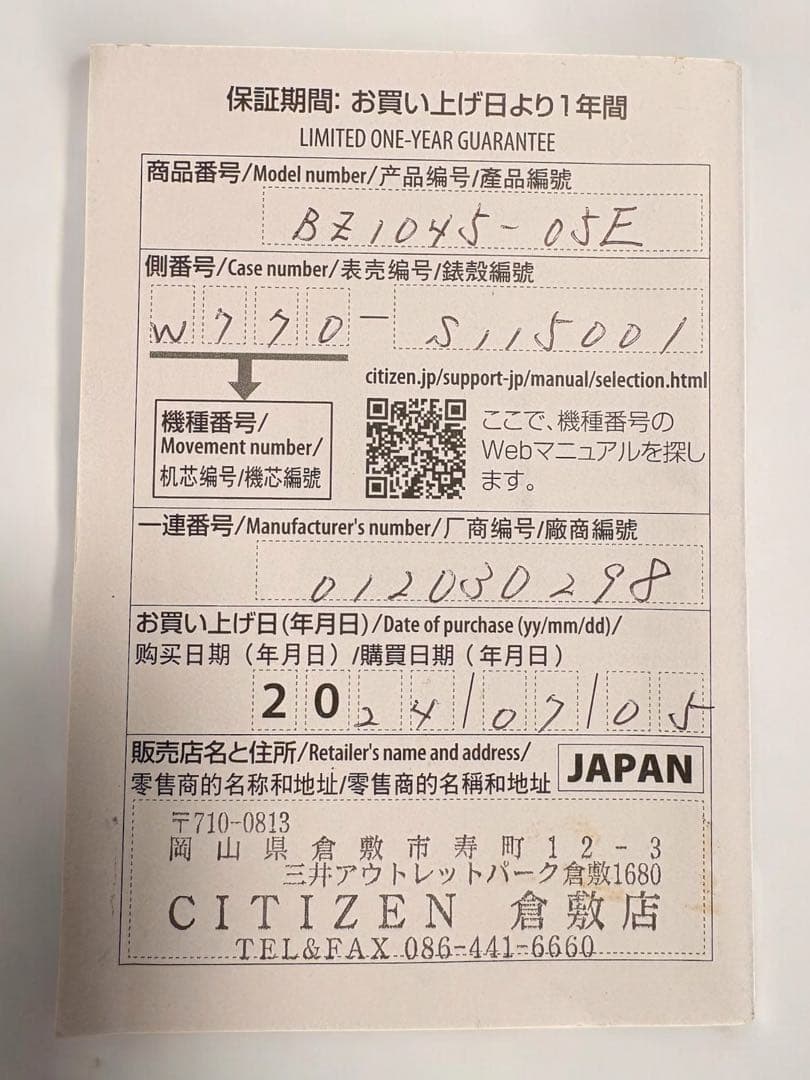 保証期間: お買い上げ日より1年間
LIMITED ONE-YEAR GUARANTEE
商品番号/Model number/产品编号/產品編號
BZ1045-05E
側番号/Case number/表壳编号/錶殼編號
W770-S115001
citizen.jp/support-jp/manual/selection.html
機種番号/
Movement number/
机芯编号/機芯編號
ここで、機種番号の
Webマニュアルを探し
ます。
一連番号/Manufacturer's number/厂商编号/廠商編號
012030298
お買い上げ日(年月日)/Date of purchase (yy/mm/dd)/
购买日期（年月日）/購買日期（年月日）
2024/07/05
販売店名と住所/Retailer's name and address/
零售商的名称和地址/零售商的名稱和地址
JAPAN
〒710-0813
岡山県倉敷市寿町12-3
三井アウトレットパーク倉敷1680
CITIZEN 倉敷店
TEL&FAX 086-441-6660